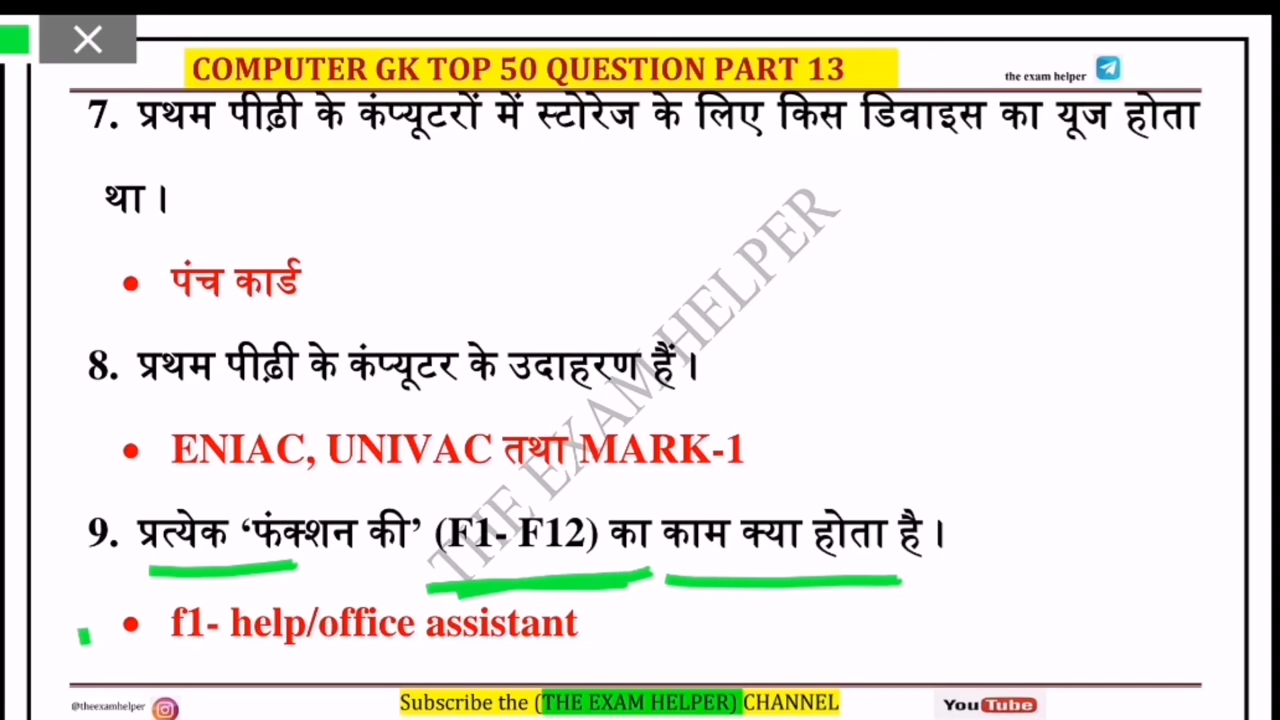 COMPUTER GK TOP 50 QUESTION PART 13
the exam helper
7. प्रथम पीढ़ी के कंप्यूटरों में स्टोरेज के लिए किस डिवाइस का यूज होता
था ।
• पंच कार्ड
8. प्रथम पीढ़ी के कंप्यूटर के उदाहरण हैं ।
• ENIAC, UNIVAC तथा MARK-1
9. प्रत्येक ‘फंक्शन की’ (F1- F12) का काम क्या होता है ।
• f1- help/office assistant
THE EXAM HELPER
@theexamhelper
Subscribe the (THE EXAM HELPER) CHANNEL
YouTube